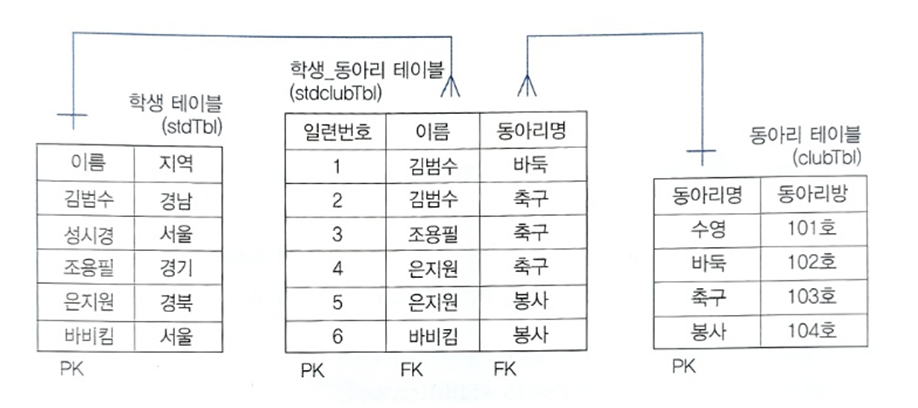 학생 테이블
(stdTbl)
이름 지역
김범수 경남
성시경 서울
조용필 경기
은지원 경북
바비킴 서울
PK
학생_동아리 테이블
(stdclubTbl)
일련번호 이름 동아리명
1 김범수 바둑
2 김범수 축구
3 조용필 축구
4 은지원 축구
5 은지원 봉사
6 바비킴 봉사
PK FK FK
동아리 테이블
(clubTbl)
동아리명 동아리방
수영 101호
바둑 102호
축구 103호
봉사 104호
PK